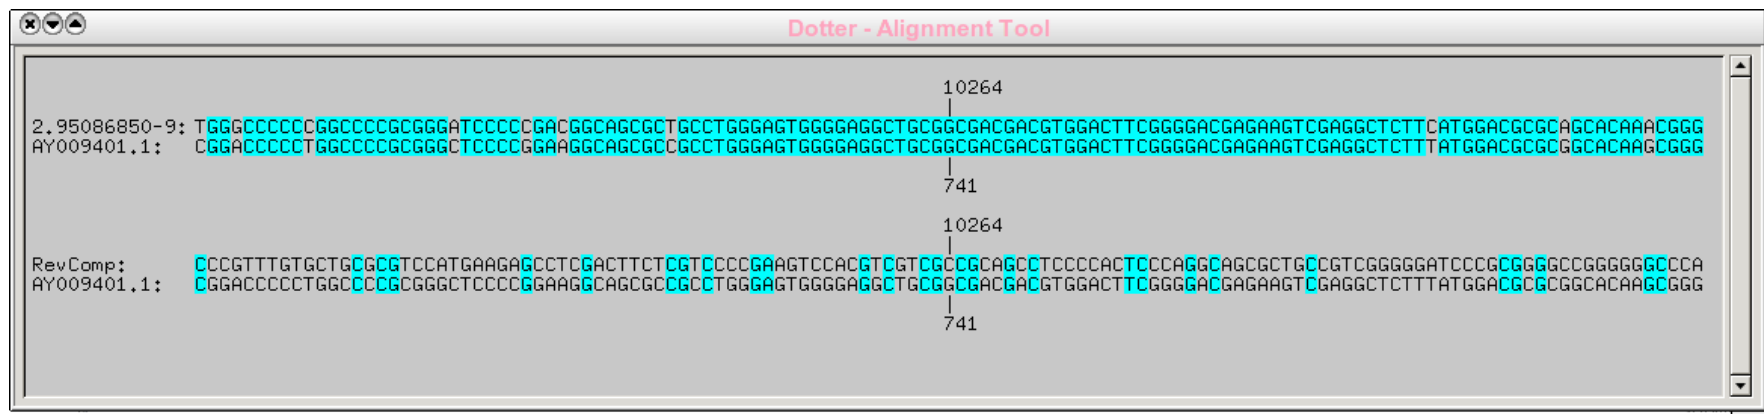 Dotter - Alignment Tool
10264
2.95086850-9: TGGGCCCCCCGGCCCCGCGGGATCCCCCGACGGCAGCGCTGCCTGGGAGTGGGGAGGCTGCGGCGACGACGTGGACTTCGGGGACGAGAAGTCGAGGCTCTTCATGGACGCGCAGCACAAACGGG
AY009401.1: CGGACCCCCTGGCCCCGCGGGCTCCCCGGAAGGCAGCGCCGCCTGGGAGTGGGGAGGCTGCGGCGACGACGTGGACTTCGGGGACGAGAAGTCGAGGCTCTTTATGGACGCGCGGCACAAGCGGG
741
10264
RevComp: CCCGTTTGTGCTGCGCGTCCATGAAGAGCCTCGACTTCTCGTCCCCGAAGTCCACGTCGTCGCCGCAGCCTCCCCACTCCCAGGCAGCGCTGCCGTCGGGGGATCCCGCGGGGCCGGGGGGCCCA
AY009401.1: CGGACCCCCTGGCCCCGCGGGCTCCCCGGAAGGCAGCGCCGCCTGGGAGTGGGGAGGCTGCGGCGACGACGTGGACTTCGGGGACGAGAAGTCGAGGCTCTTTATGGACGCGCGGCACAAGCGGG
741